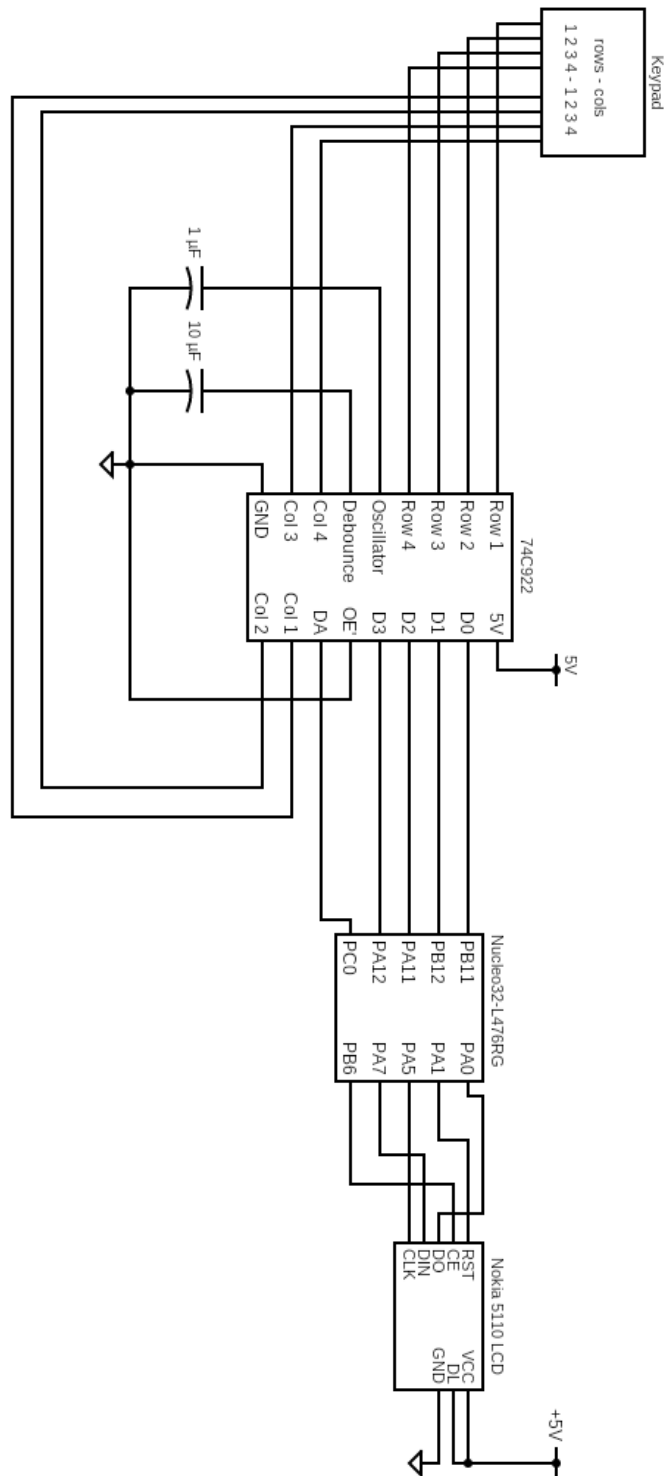 Keypad
rows - cols
1 2 3 4 - 1 2 3 4
1 µF
10 µF
74C922
Row 1
Row 2
Row 3
Row 4
Oscillator
Debounce
Col 4
Col 3
GND
5V
D0
D1
D2
D3
OE'
DA
Col 1
Col 2
5V
Nucleo32-L476RG
PB11
PB12
PA11
PA12
PC0
PA0
PA1
PA5
PA7
PB6
Nokia 5110 LCD
RST
CE
DO
DIN
CLK
VCC
DL
GND
+5V